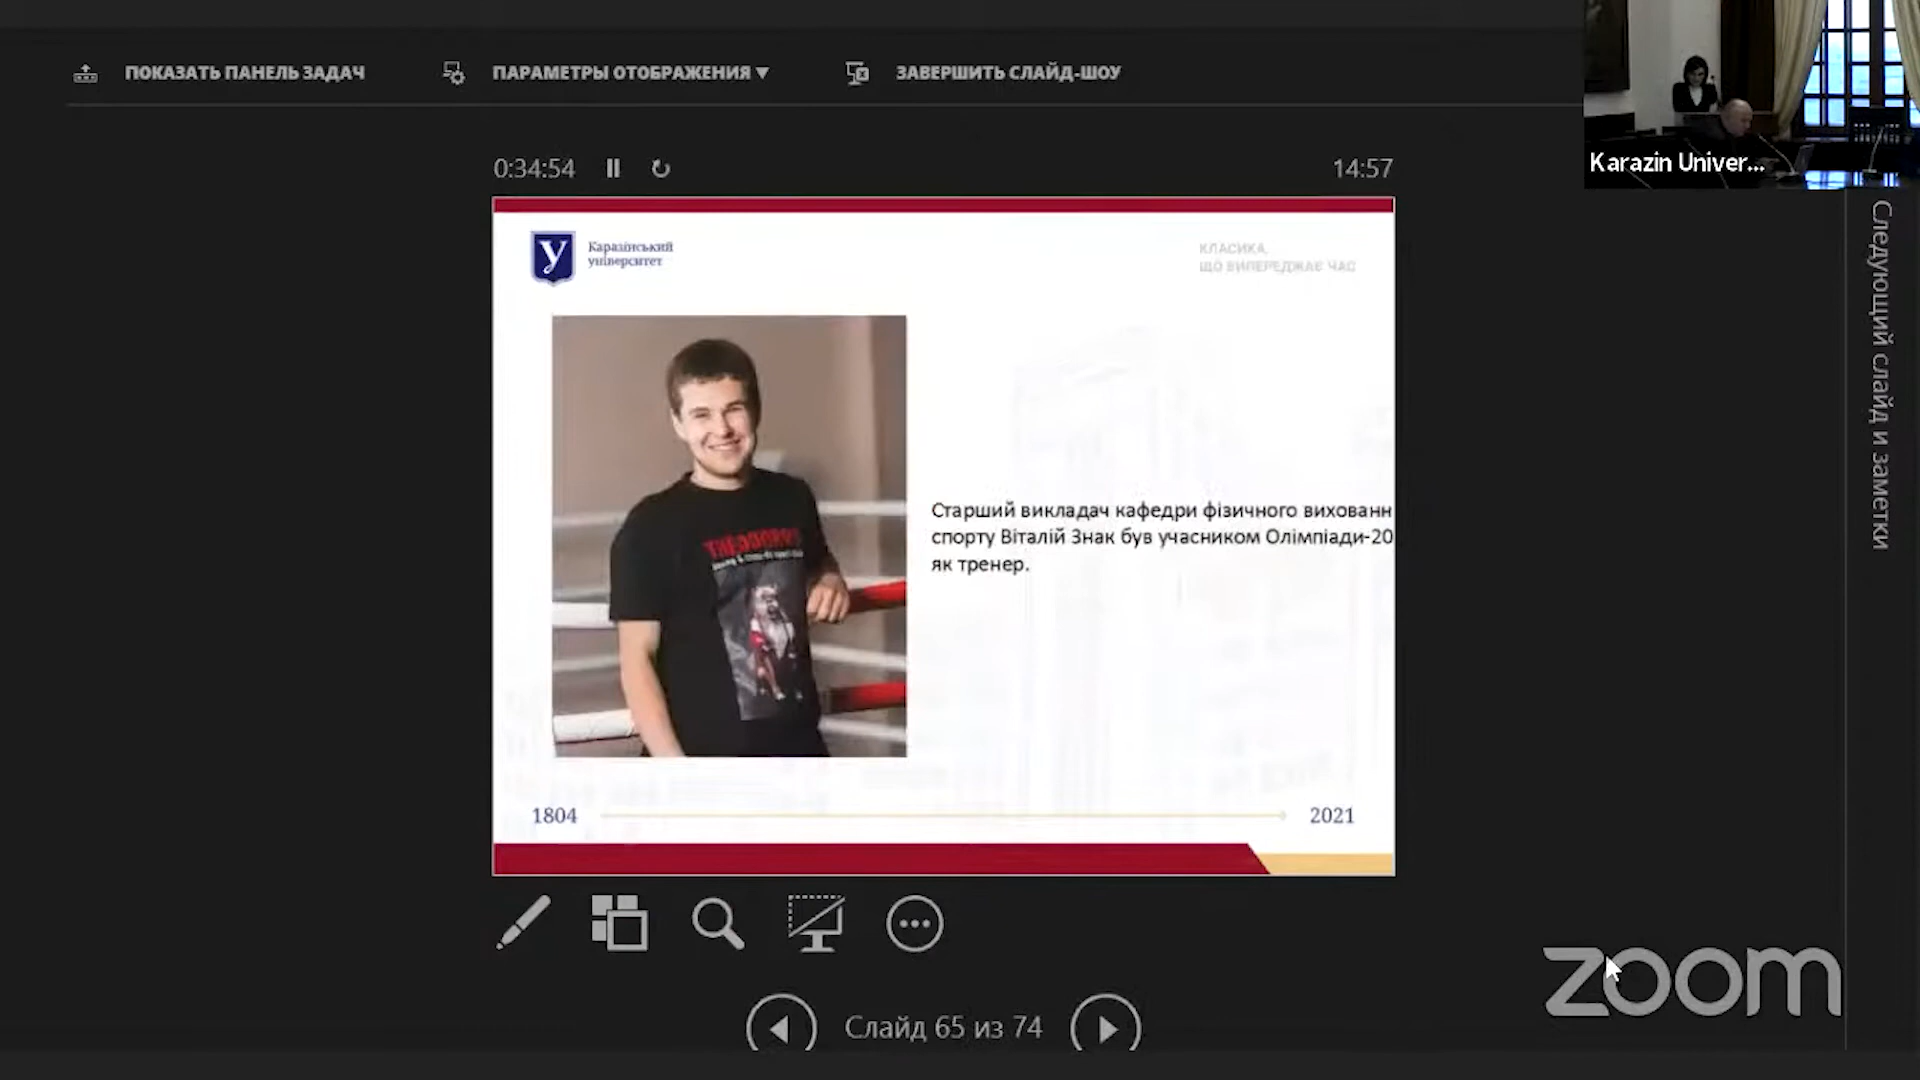 ПОКАЗАТЬ ПАНЕЛЬ ЗАДАЧ
ПАРАМЕТРЫ ОТОБРАЖЕНИЯ ▼
ЗАВЕРШИТЬ СЛАЙД-ШОУ
Karazin Univer...
0:34:54
14:57
Каразінський
університет
КЛАСИКА,
ЩО ВИПЕРЕДЖАЄ ЧАС
THEODOROS
Старший викладач кафедри фізичного вихованн
спорту Віталій Знак був учасником Олімпіади-20
як тренер.
1804
2021
Следующий слайд и заметки
Слайд 65 из 74
zoom